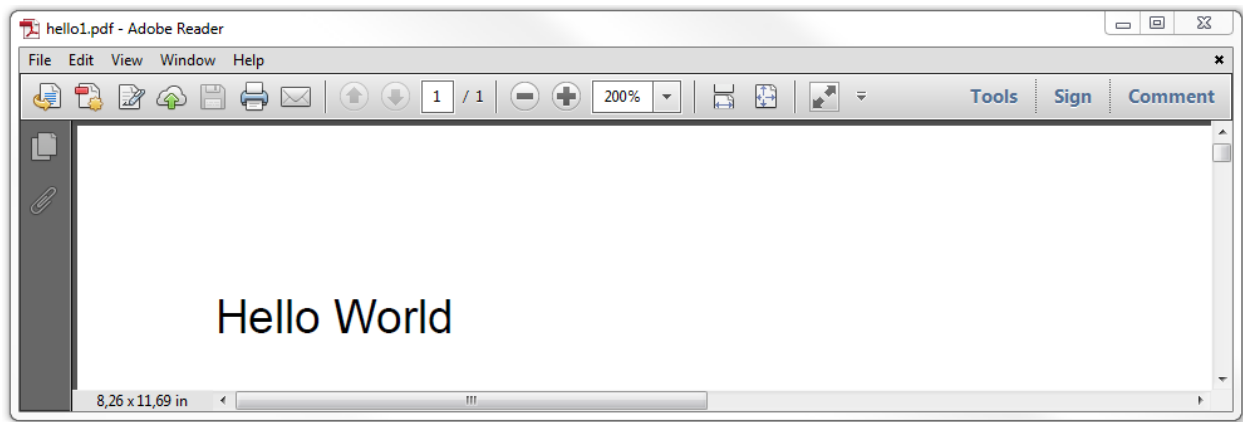 hello1.pdf - Adobe Reader
File Edit View Window Help
1 / 1 200% Tools Sign Comment
Hello World
8,26 x 11,69 in